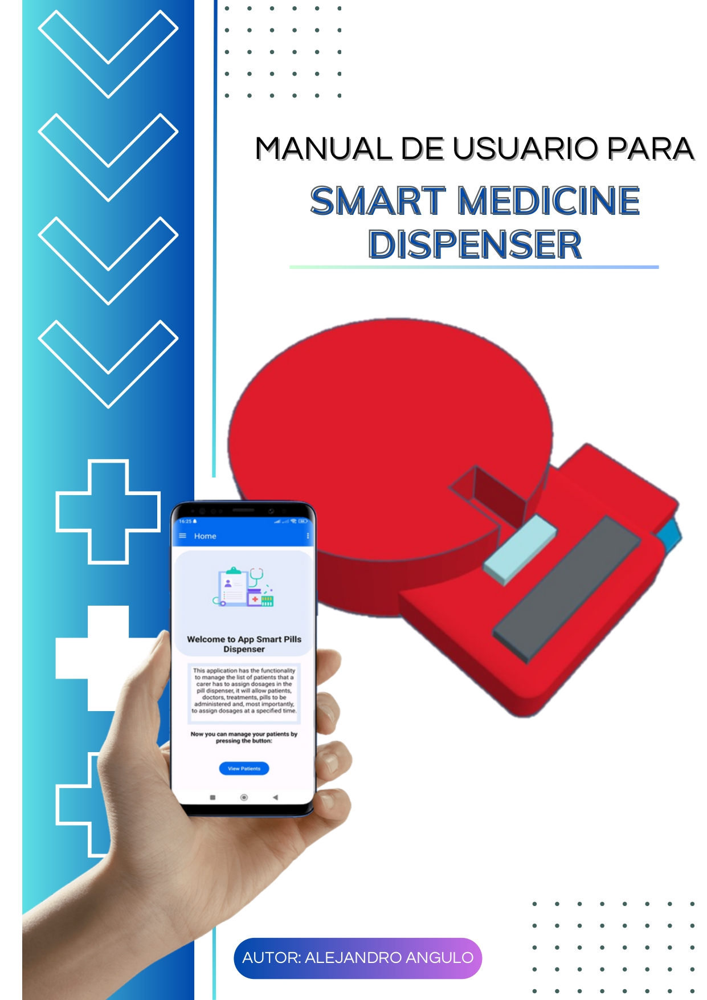 MANUAL DE USUARIO PARA
SMART MEDICINE
DISPENSER
16:25
Home
Welcome to App Smart Pills
Dispenser
This application has the functionality
to manage the list of patients that a
carer has to assign dosages in the
pill dispenser, it will allow patients,
doctors, treatments, pills to be
administered and, most importantly,
to assign dosages at a specified time.
Now you can manage your patients by
pressing the button:
View Patients
AUTOR: ALEJANDRO ANGULO